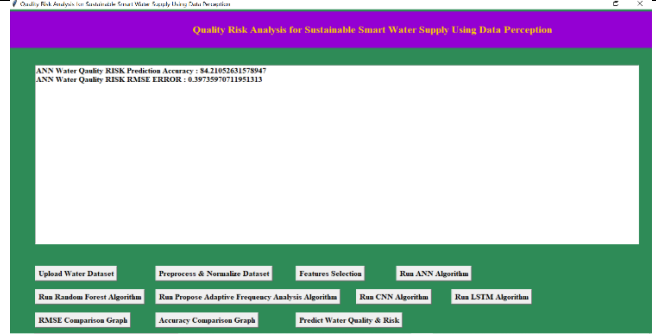 Quality Risk Analysis for Sustainable Smart Water Supply Using Data Perception
Quality Risk Analysis for Sustainable Smart Water Supply Using Data Perception
ANN Water Qaulity RISK Prediction Accuracy : 84.21052631578947
ANN Water Qaulity RISK RMSE ERROR : 0.39735970711951313
Upload Water Dataset Preprocess & Normalize Dataset Features Selection Run ANN Algorithm
Run Random Forest Algorithm Run Propose Adaptive Frequency Analysis Algorithm Run CNN Algorithm Run LSTM Algorithm
RMSE Comparison Graph Accuracy Comparison Graph Predict Water Quality & Risk